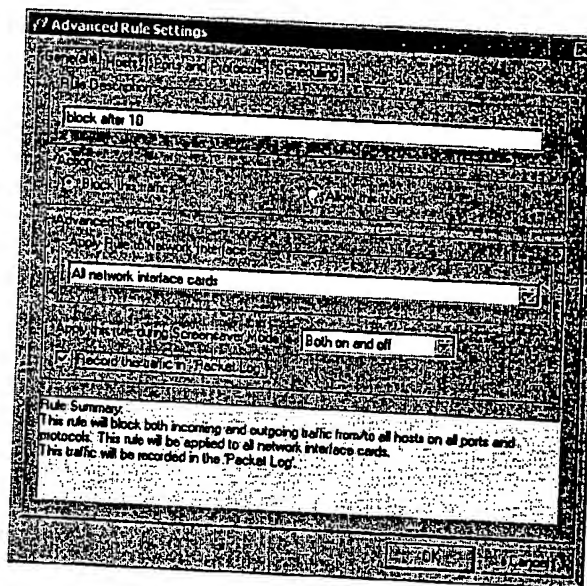 Advanced Rule Settings
General Hosts Ports and Protocols Scheduling
Rule Description
block after 10
Action
Block this traffic Allow this traffic
Advanced Settings
Apply Rule to Network Interface
All network interface cards
Apply this rule during Screensaver Mode Both on and off
Record this traffic in 'Packet Log'
Rule Summary:
This rule will block both incoming and outgoing traffic from/to all hosts on all ports and
protocols. This rule will be applied to all network interface cards.
This traffic will be recorded in the 'Packet Log'.
OK Cancel